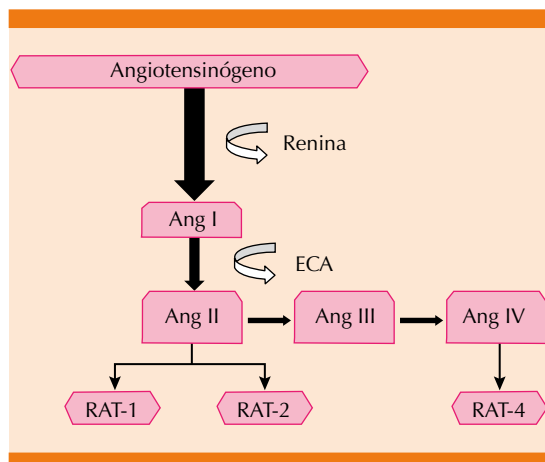 Angiotensinógeno
Renina
Ang I
ECA
Ang II
Ang III
Ang IV
RAT-1
RAT-2
RAT-4